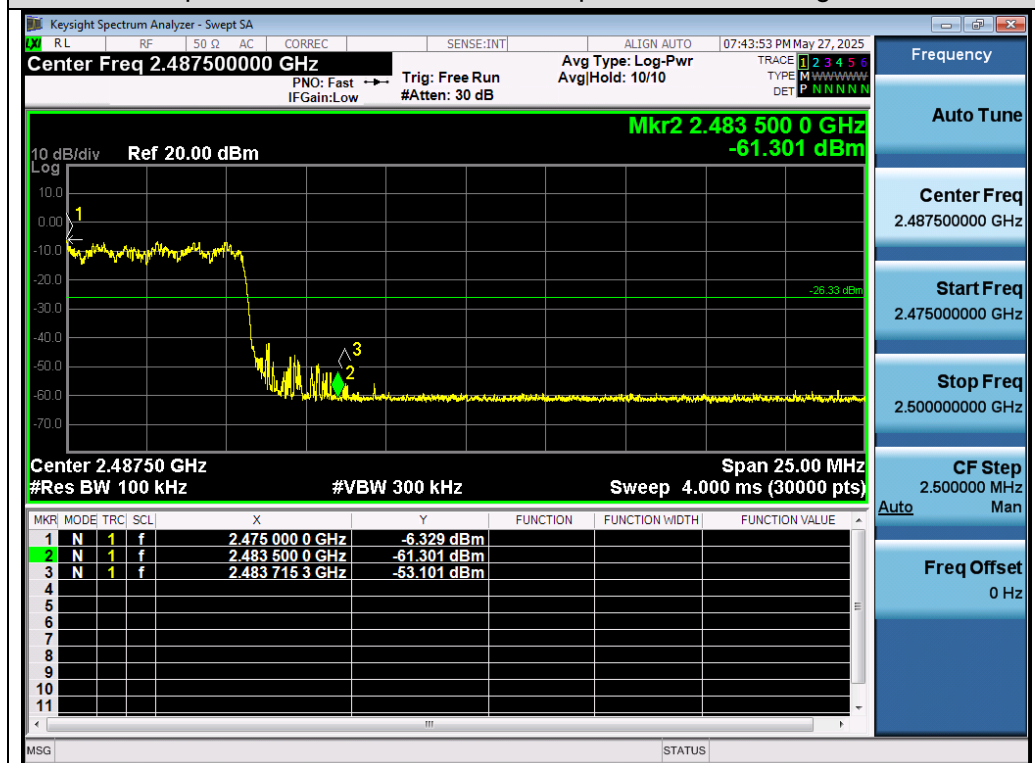 Keysight Spectrum Analyzer - Swept SA
LXI RL RF 50 Ω AC CORREC SENSE:INT ALIGN AUTO 07:43:53 PM May 27, 2025
Center Freq 2.487500000 GHz
PNO: Fast
IFGain:Low
Trig: Free Run
#Atten: 30 dB
Avg Type: Log-Pwr
Avg|Hold: 10/10
TRACE 1 2 3 4 5 6
TYPE M WWWWW
DET P N N N N N
Mkr2 2.483 500 0 GHz
-61.301 dBm
10 dB/div Ref 20.00 dBm
Log
10.0
0.00
-10.0
-20.0
-30.0
-40.0
-50.0
-60.0
-70.0
1
2
3
-26.33 dBm
Center 2.48750 GHz Span 25.00 MHz
#Res BW 100 kHz #VBW 300 kHz Sweep 4.000 ms (30000 pts)
MKR MODE TRC SCL X Y FUNCTION FUNCTION WIDTH FUNCTION VALUE
1 N 1 f 2.475 000 0 GHz -6.329 dBm
2 N 1 f 2.483 500 0 GHz -61.301 dBm
3 N 1 f 2.483 715 3 GHz -53.101 dBm
4
5
6
7
8
9
10
11
MSG STATUS
Frequency
Auto Tune
Center Freq
2.487500000 GHz
Start Freq
2.475000000 GHz
Stop Freq
2.500000000 GHz
CF Step
2.500000 MHz
Auto Man
Freq Offset
0 Hz